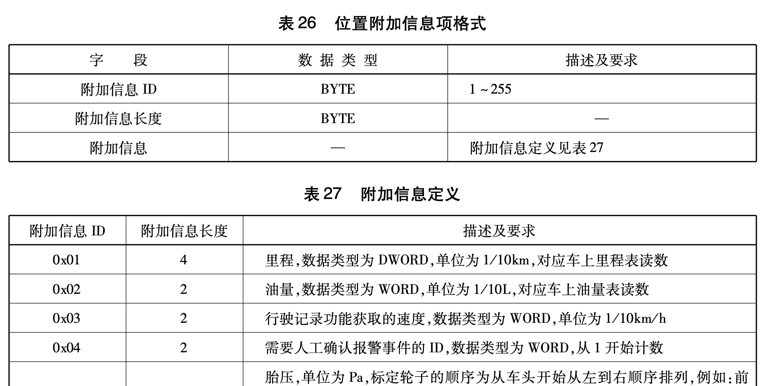 表 26 位置附加信息项格式
字 段 数 据 类 型 描述及要求
附加信息 ID BYTE 1 ~ 255
附加信息长度 BYTE —
附加信息 — 附加信息定义见表 27
表 27 附加信息定义
附加信息 ID 附加信息长度 描述及要求
0x01 4 里程,数据类型为 DWORD,单位为 1/10km,对应车上里程表读数
0x02 2 油量,数据类型为 WORD,单位为 1/10L,对应车上油量表读数
0x03 2 行驶记录功能获取的速度,数据类型为 WORD,单位为 1/10km/h
0x04 2 需要人工确认报警事件的 ID,数据类型为 WORD,从 1 开始计数
胎压,单位为 Pa,标定轮子的顺序为从车头开始从左到右顺序排列,例如:前